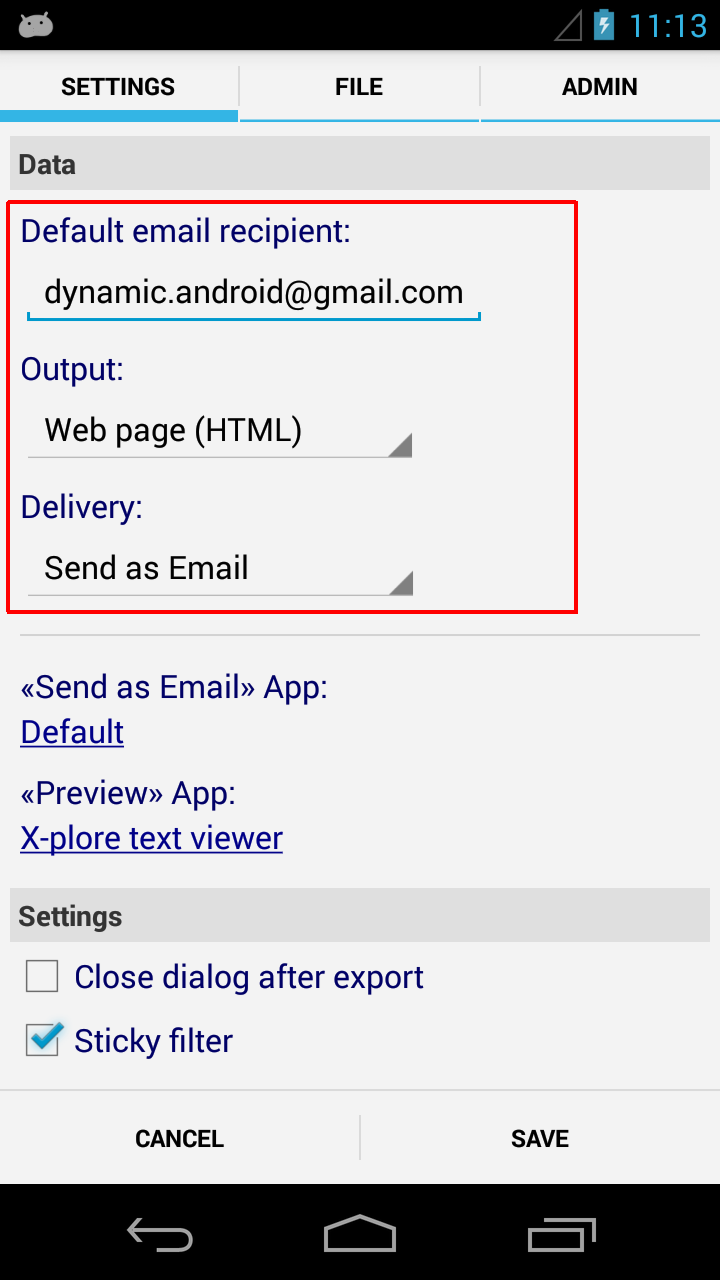 11:13
SETTINGS
FILE
ADMIN
Data
Default email recipient:
dynamic.android@gmail.com
Output:
Web page (HTML)
Delivery:
Send as Email
«Send as Email» App:
Default
«Preview» App:
X-plore text viewer
Settings
Close dialog after export
Sticky filter
CANCEL
SAVE